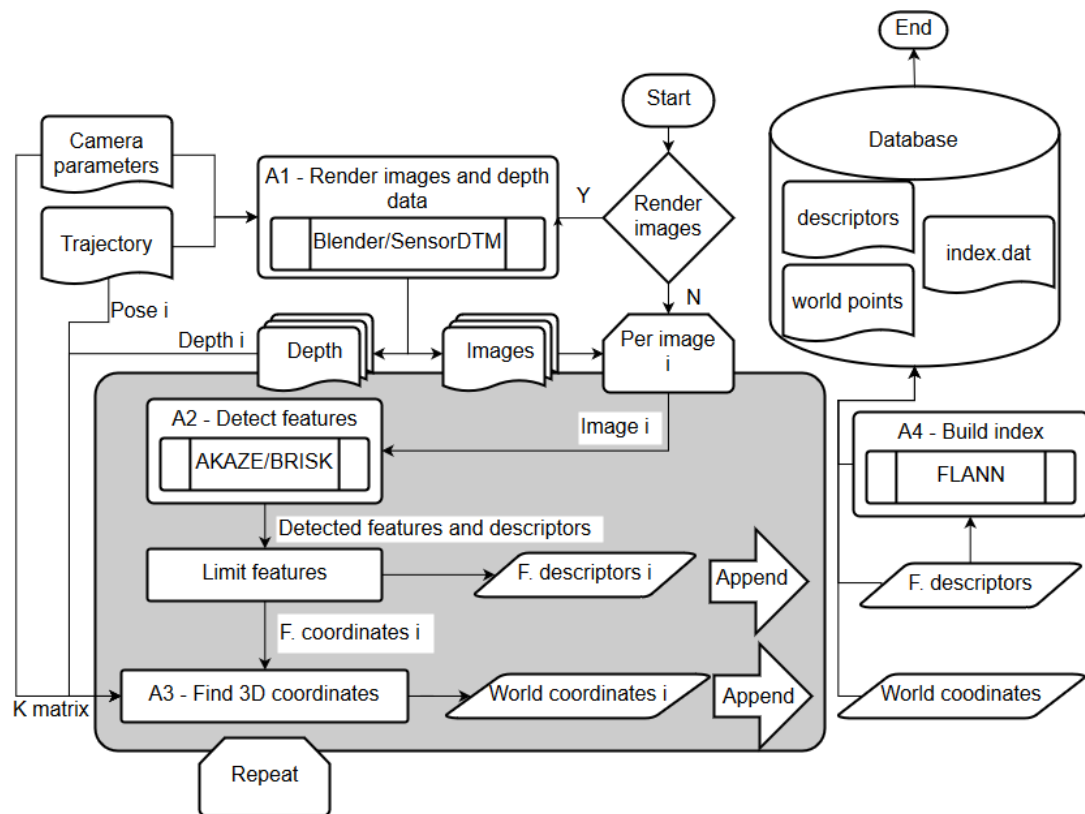 End
Start
Database
Camera
parameters
A1 - Render images and depth
data
Y
Render
images
descriptors
Trajectory
Blender/SensorDTM
index.dat
world points
Pose i
N
Depth i
Depth
Images
Per image
i
A2 - Detect features
Image i
A4 - Build index
AKAZE/BRISK
FLANN
Detected features and descriptors
Limit features
F. descriptors i
Append
F. descriptors
F. coordinates i
A3 - Find 3D coordinates
World coordinates i
Append
World coodinates
K matrix
Repeat